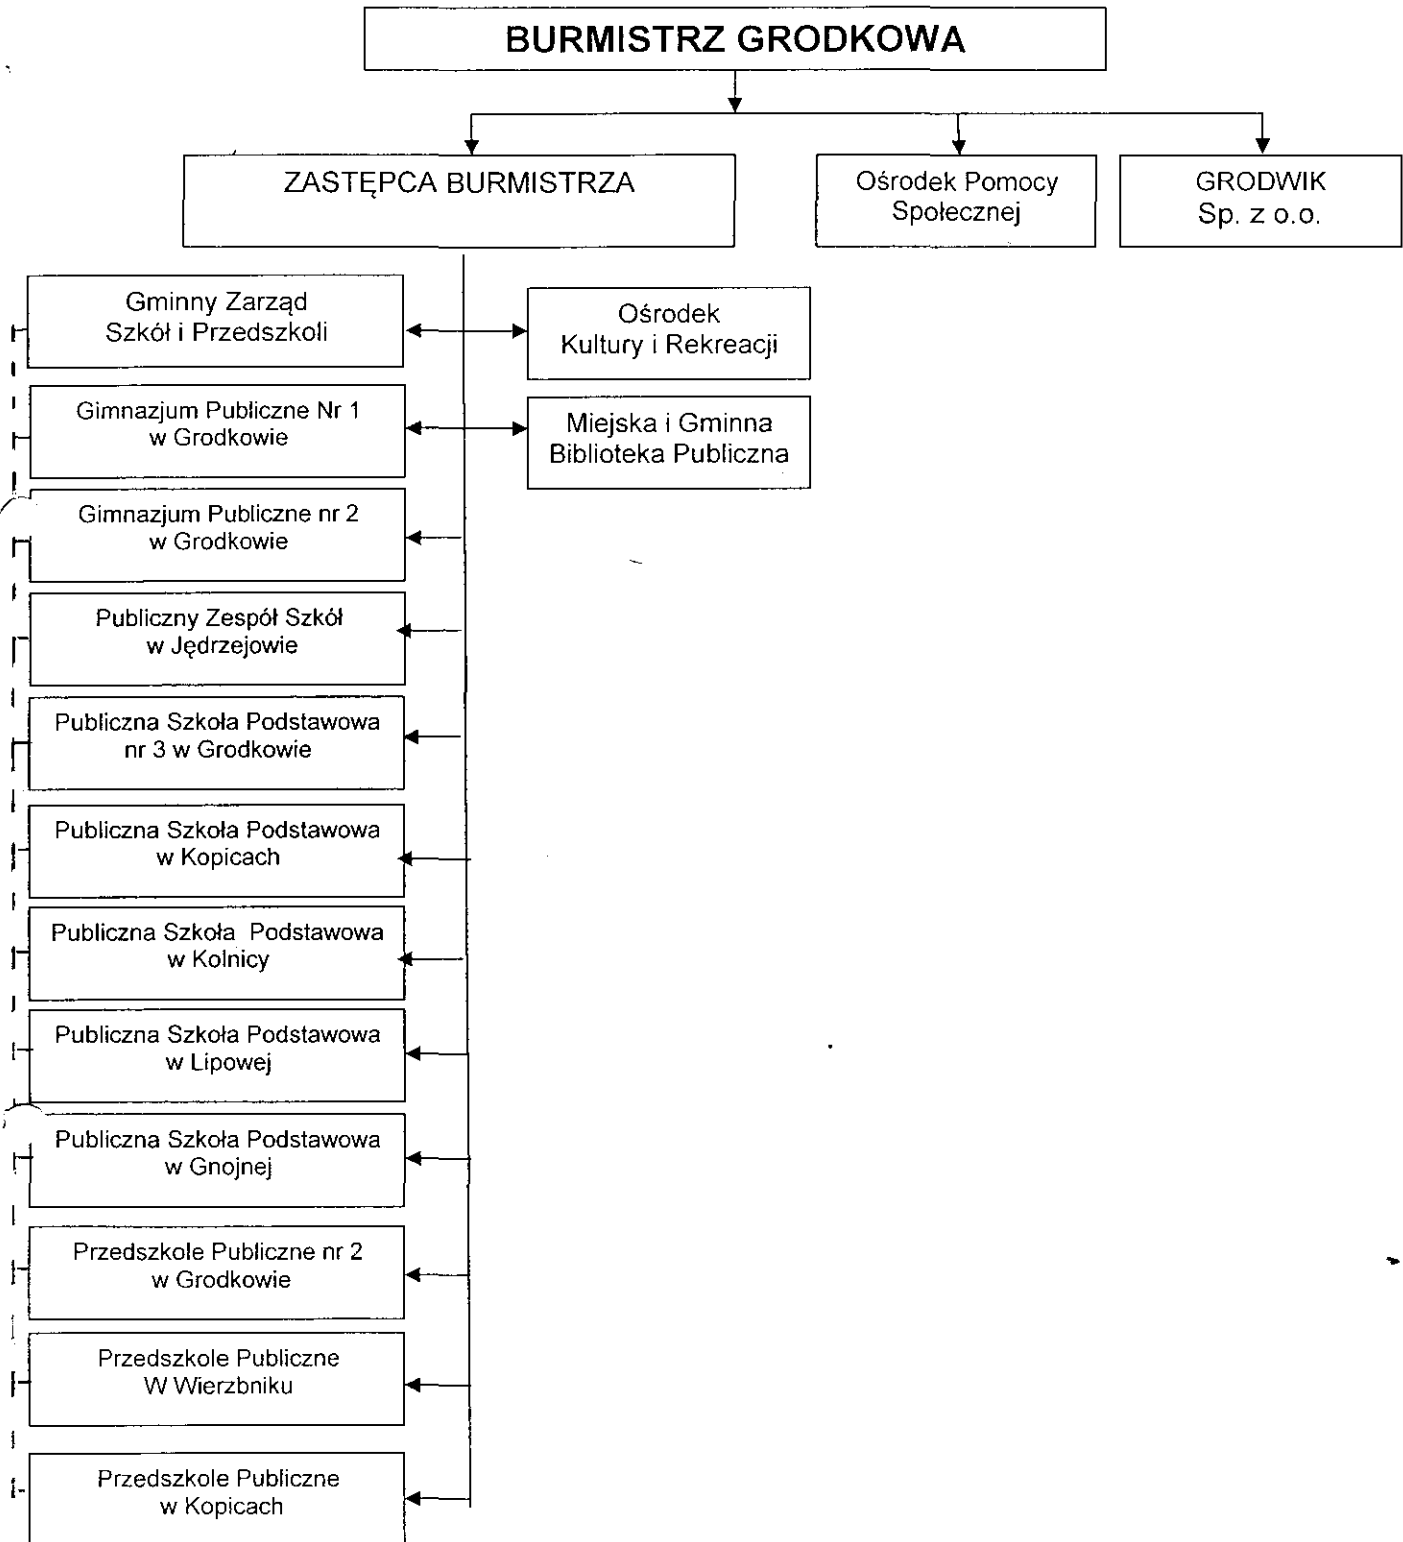 BURMISTRZ GRODKOWA
ZASTĘPCA BURMISTRZA
Ośrodek Pomocy
Społecznej
GRODWIK
Sp. z o.o.
Gminny Zarząd
Szkół i Przedszkoli
Ośrodek
Kultury i Rekreacji
Gimnazjum Publiczne Nr 1
w Grodkowie
Miejska i Gminna
Biblioteka Publiczna
Gimnazjum Publiczne nr 2
w Grodkowie
Publiczny Zespół Szkół
w Jędrzejowie
Publiczna Szkoła Podstawowa
nr 3 w Grodkowie
Publiczna Szkoła Podstawowa
w Kopicach
Publiczna Szkoła Podstawowa
w Kolnicy
Publiczna Szkoła Podstawowa
w Lipowej
Publiczna Szkoła Podstawowa
w Gnojnej
Przedszkole Publiczne nr 2
w Grodkowie
Przedszkole Publiczne
W Wierzbniku
Przedszkole Publiczne
w Kopicach